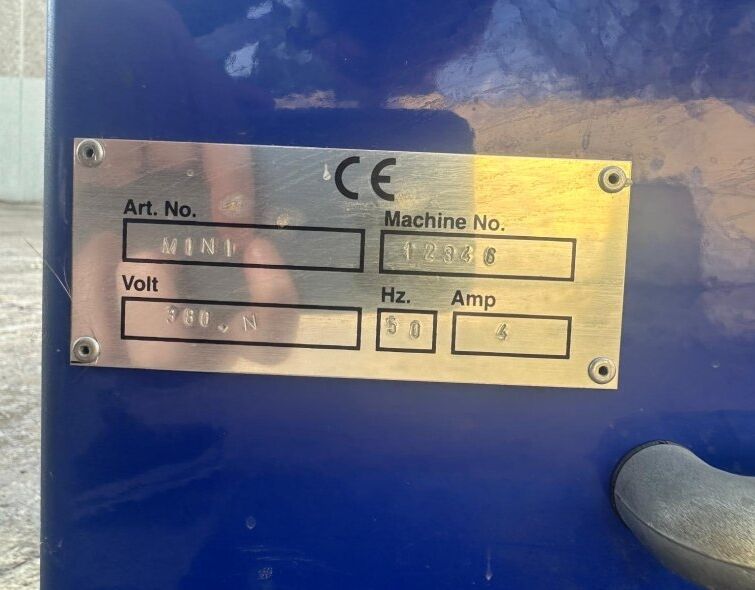 CE
Art. No.
Machine No.
MINI
12346
Volt
Hz.
Amp
380. N
50
4